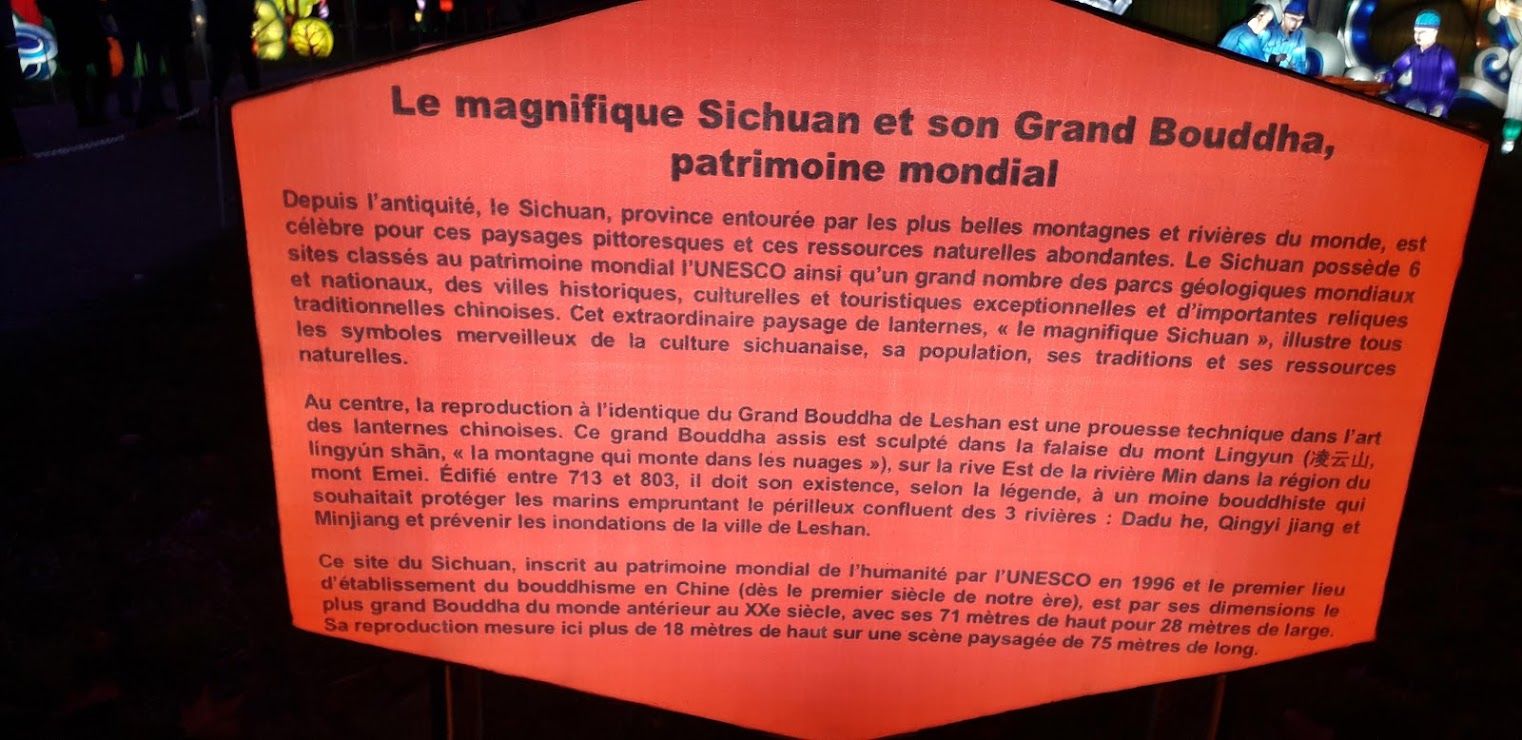 Le magnifique Sichuan et son Grand Bouddha,
patrimoine mondial
Depuis l'antiquité, le Sichuan, province entourée par les plus belles montagnes et rivières du monde, est
célèbre pour ces paysages pittoresques et ces ressources naturelles abondantes. Le Sichuan possède 6
sites classés au patrimoine mondial l'UNESCO ainsi qu'un grand nombre des parcs géologiques mondiaux
et nationaux, des villes historiques, culturelles et touristiques exceptionnelles et d'importantes reliques
traditionnelles chinoises. Cet extraordinaire paysage de lanternes, « le magnifique Sichuan », illustre tous
les symboles merveilleux de la culture sichuanaise, sa population, ses traditions et ses ressources
naturelles.
Au centre, la reproduction à l'identique du Grand Bouddha de Leshan est une prouesse technique dans l'art
des lanternes chinoises. Ce grand Bouddha assis est sculpté dans la falaise du mont Lingyun (凌云山,
língyún shān, « la montagne qui monte dans les nuages »), sur la rive Est de la rivière Min dans la région du
mont Emei. Édifié entre 713 et 803, il doit son existence, selon la légende, à un moine bouddhiste qui
souhaitait protéger les marins empruntant le périlleux confluent des 3 rivières : Dadu he, Qingyi jiang et
Minjiang et prévenir les inondations de la ville de Leshan.
Ce site du Sichuan, inscrit au patrimoine mondial de l'humanité par l'UNESCO en 1996 et le premier lieu
d'établissement du bouddhisme en Chine (dès le premier siècle de notre ère), est par ses dimensions le
plus grand Bouddha du monde antérieur au XXe siècle, avec ses 71 mètres de haut pour 28 mètres de large.
Sa reproduction mesure ici plus de 18 mètres de haut sur une scène paysagée de 75 mètres de long.